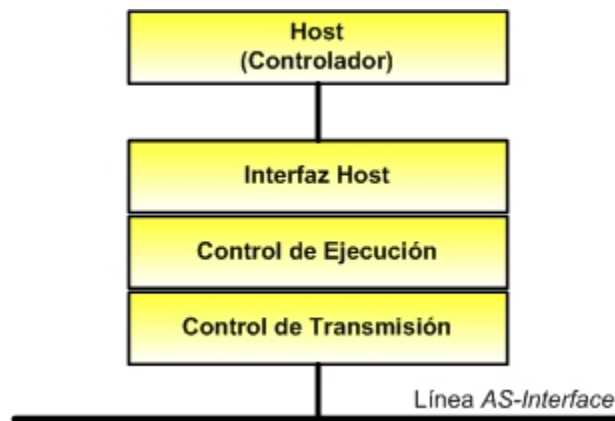 Host
(Controlador)
Interfaz Host
Control de Ejecución
Control de Transmisión
Línea AS-Interface